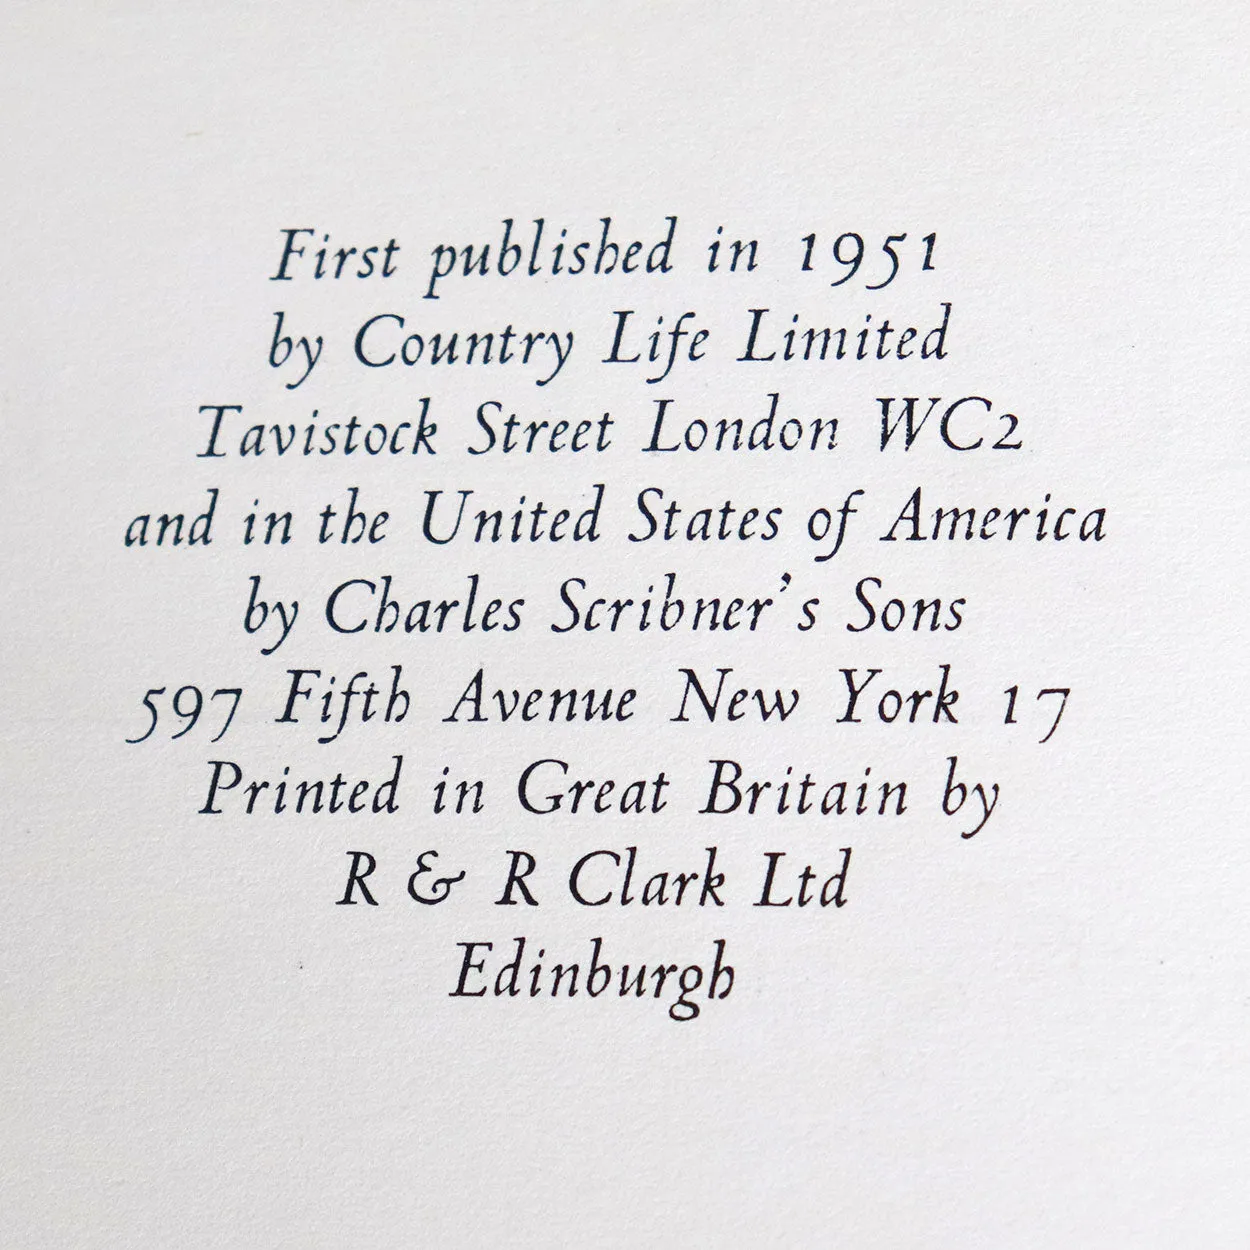 First published in 1951
by Country Life Limited
Tavistock Street London WC2
and in the United States of America
by Charles Scribner's Sons
597 Fifth Avenue New York 17
Printed in Great Britain by
R & R Clark Ltd
Edinburgh